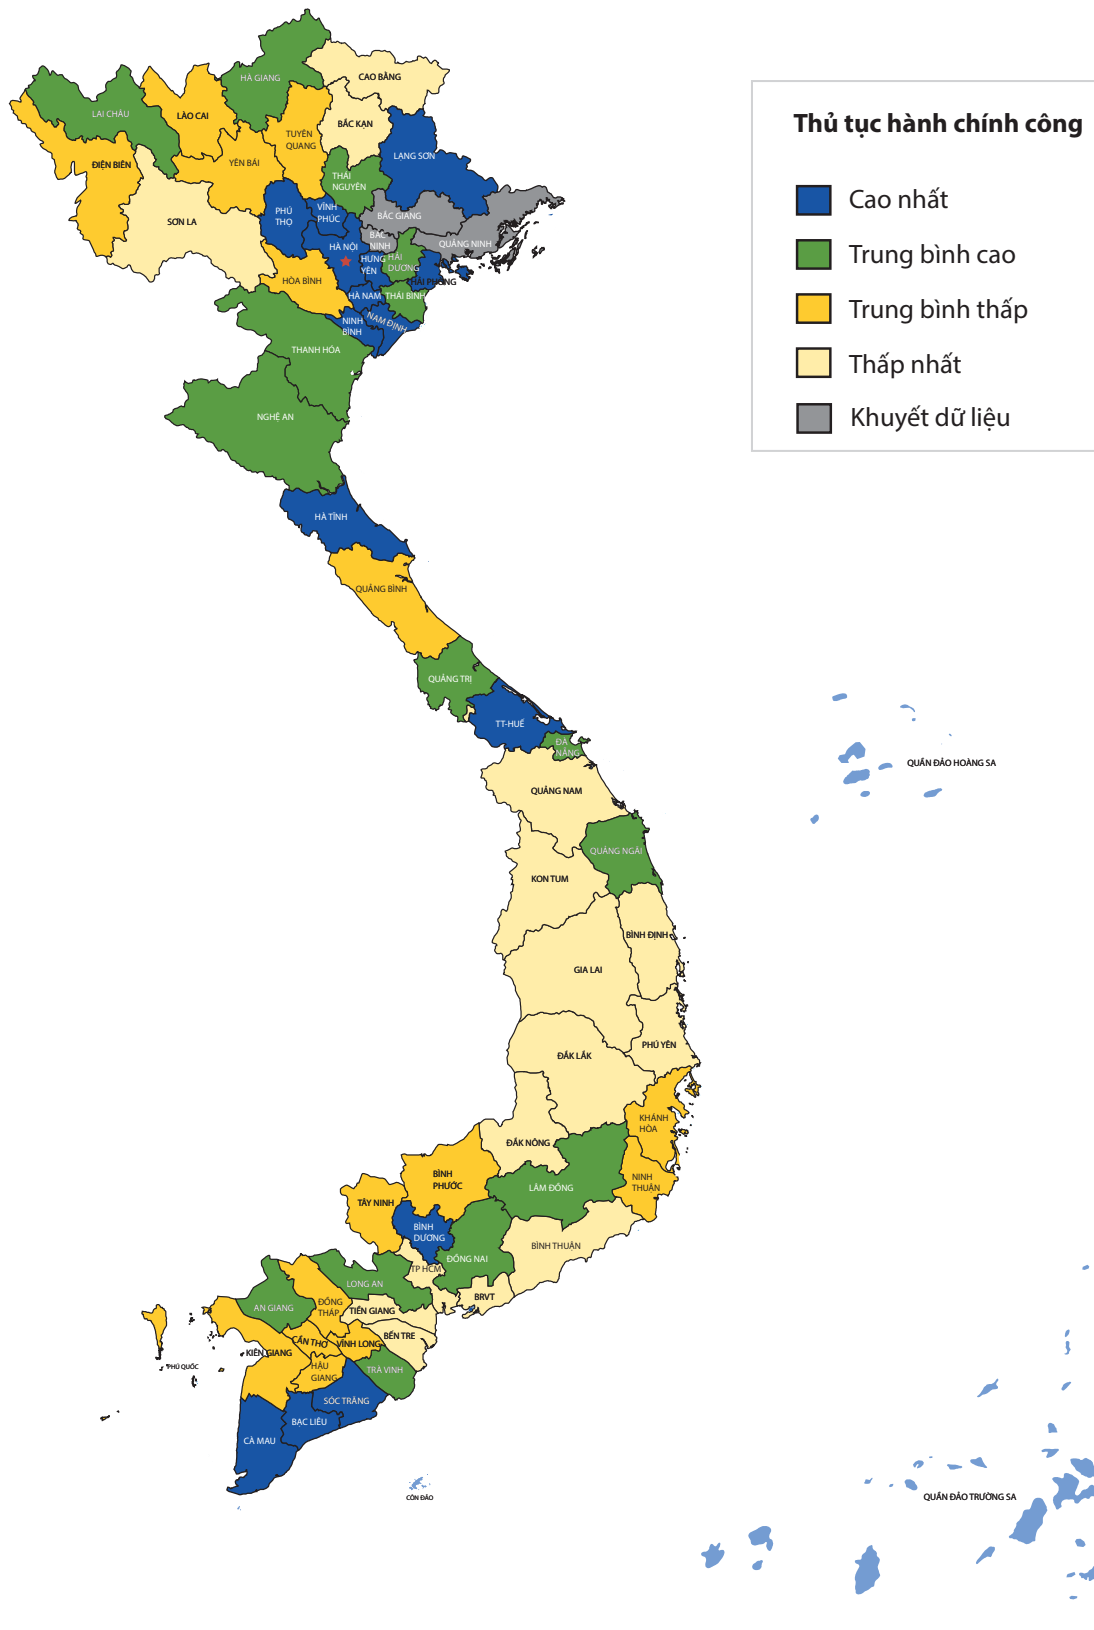 Thủ tục hành chính công
Cao nhất
Trung bình cao
Trung bình thấp
Thấp nhất
Khuyết dữ liệu
HÀ GIANG
CAO BẰNG
LAI CHÂU
LÀO CAI
BẮC KẠN
TUYÊN
QUANG
LẠNG SƠN
ĐIỆN BIÊN
YÊN BÁI
THÁI
NGUYÊN
SƠN LA
PHÚ
THỌ
VĨNH
PHÚC
BẮC GIANG
BẮC
NINH
QUẢNG NINH
HÀ NỘI
HƯNG
YÊN
HẢI
DƯƠNG
HẢI PHÒNG
HÒA BÌNH
HÀ NAM
THÁI BÌNH
NINH
BÌNH
NAM ĐỊNH
THANH HÓA
NGHỆ AN
HÀ TĨNH
QUẢNG BÌNH
QUẢNG TRỊ
TT-HUẾ
ĐÀ
NẴNG
QUẦN ĐẢO HOÀNG SA
QUẢNG NAM
QUẢNG NGÃI
KON TUM
BÌNH ĐỊNH
GIA LAI
PHÚ YÊN
ĐẮK LẮK
KHÁNH
HÒA
ĐẮK NÔNG
BÌNH
PHƯỚC
LÂM ĐỒNG
NINH
THUẬN
TÂY NINH
BÌNH
DƯƠNG
BÌNH THUẬN
ĐỒNG NAI
TP HCM
LONG AN
BRVT
AN GIANG
ĐỒNG
THÁP
TIỀN GIANG
BẾN TRE
CẦN THƠ
VĨNH LONG
KIÊN GIANG
PHÚ QUỐC
HẬU
GIANG
TRÀ VINH
SÓC TRĂNG
BẠC LIÊU
CÀ MAU
CÔN ĐẢO
QUẦN ĐẢO TRƯỜNG SA